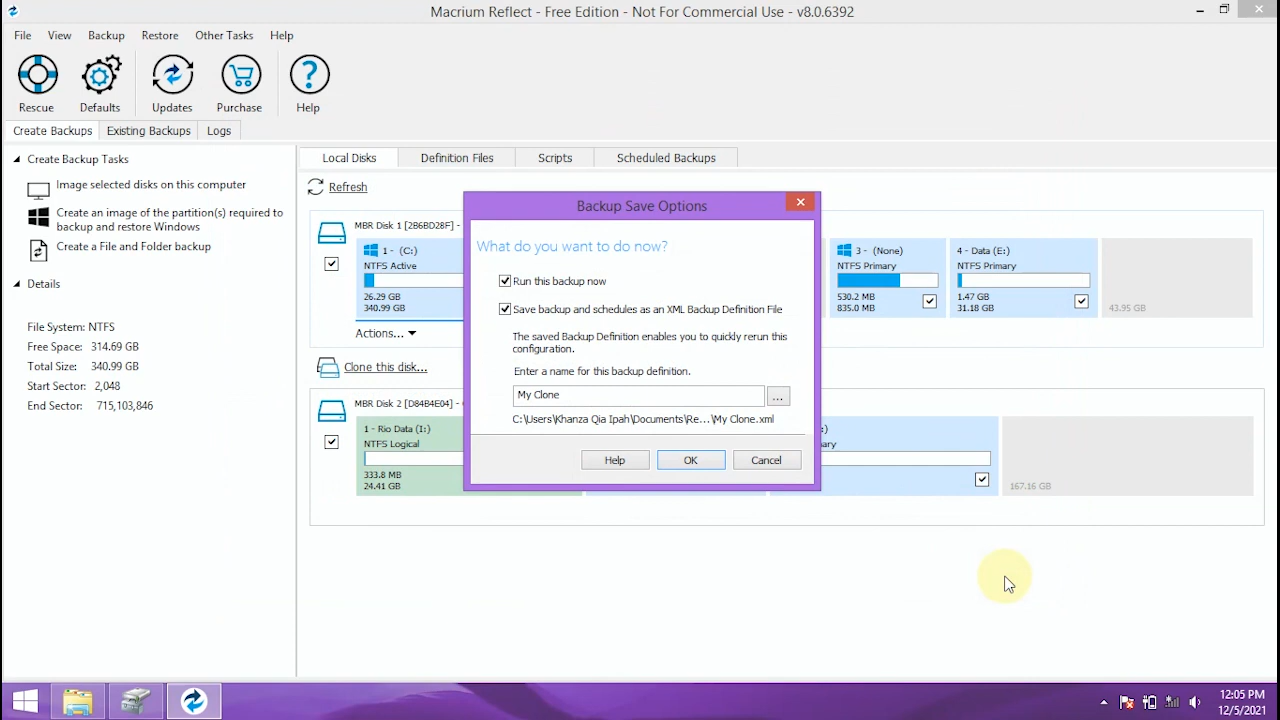 Macrium Reflect - Free Edition - Not For Commercial Use - v8.0.6392
File View Backup Restore Other Tasks Help
Rescue Defaults Updates Purchase Help
Create Backups Existing Backups Logs
Create Backup Tasks
Image selected disks on this computer
Create an image of the partition(s) required to
backup and restore Windows
Create a File and Folder backup
Details
File System: NTFS
Free Space: 314.69 GB
Total Size: 340.99 GB
Start Sector: 2,048
End Sector: 715,103,846
Local Disks Definition Files Scripts Scheduled Backups
Refresh
MBR Disk 1 [2B6BD28F] -
1 - (C:)
NTFS Active
26.29 GB
340.99 GB
3 - (None)
NTFS Primary
530.2 MB
835.0 MB
4 - Data (E:)
NTFS Primary
1.47 GB
31.18 GB
43.95 GB
Actions...
Clone this disk...
MBR Disk 2 [D84B4E04] -
1 - Rio Data (I:)
NTFS Logical
333.8 MB
24.41 GB
:)
ary
167.16 GB
Backup Save Options
What do you want to do now?
Run this backup now
Save backup and schedules as an XML Backup Definition File
The saved Backup Definition enables you to quickly rerun this
configuration.
Enter a name for this backup definition.
My Clone
...
C:\Users\Khanza Qia Ipah\Documents\Re...\My Clone.xml
Help OK Cancel
12:05 PM
12/5/2021